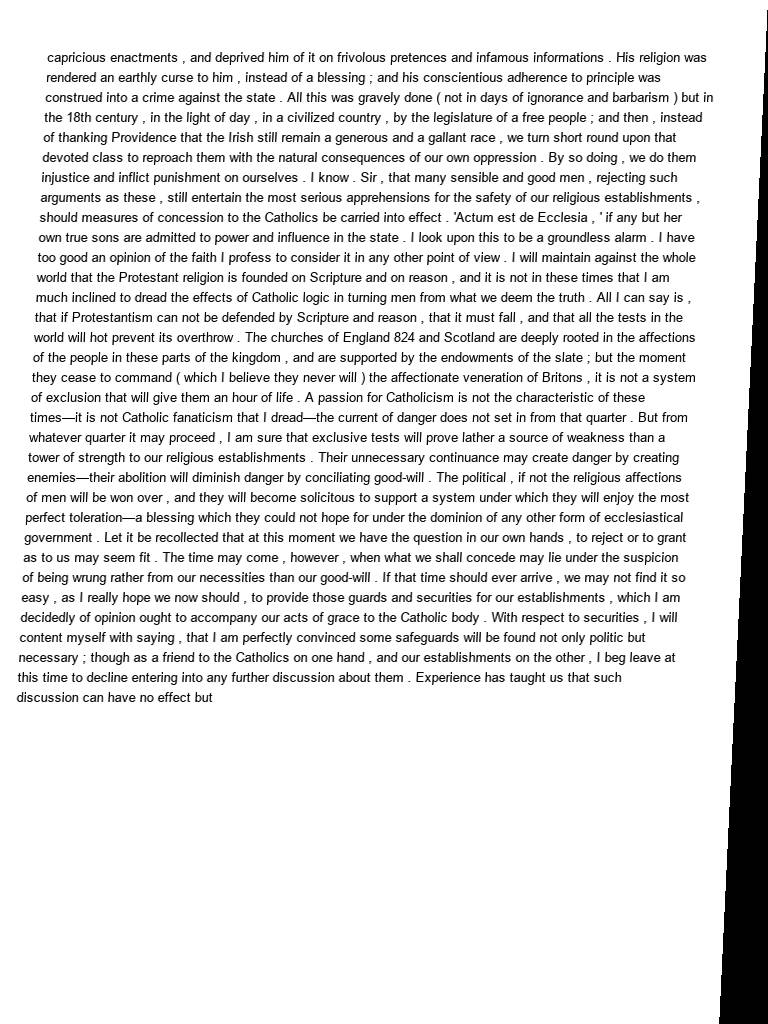 capricious enactments , and deprived him of it on frivolous pretences and infamous informations . His religion was
rendered an earthly curse to him , instead of a blessing ; and his conscientious adherence to principle was
construed into a crime against the state . All this was gravely done ( not in days of ignorance and barbarism ) but in
the 18th century , in the light of day , in a civilized country , by the legislature of a free people ; and then , instead
of thanking Providence that the Irish still remain a generous and a gallant race , we turn short round upon that
devoted class to reproach them with the natural consequences of our own oppression . By so doing , we do them
injustice and inflict punishment on ourselves . I know . Sir , that many sensible and good men , rejecting such
arguments as these , still entertain the most serious apprehensions for the safety of our religious establishments ,
should measures of concession to the Catholics be carried into effect . 'Actum est de Ecclesia , ' if any but her
own true sons are admitted to power and influence in the state . I look upon this to be a groundless alarm . I have
too good an opinion of the faith I profess to consider it in any other point of view . I will maintain against the whole
world that the Protestant religion is founded on Scripture and on reason , and it is not in these times that I am
much inclined to dread the effects of Catholic logic in turning men from what we deem the truth . All I can say is ,
that if Protestantism can not be defended by Scripture and reason , that it must fall , and that all the tests in the
world will hot prevent its overthrow . The churches of England 824 and Scotland are deeply rooted in the affections
of the people in these parts of the kingdom , and are supported by the endowments of the slate ; but the moment
they cease to command ( which I believe they never will ) the affectionate veneration of Britons , it is not a system
of exclusion that will give them an hour of life . A passion for Catholicism is not the characteristic of these
times—it is not Catholic fanaticism that I dread—the current of danger does not set in from that quarter . But from
whatever quarter it may proceed , I am sure that exclusive tests will prove lather a source of weakness than a
tower of strength to our religious establishments . Their unnecessary continuance may create danger by creating
enemies—their abolition will diminish danger by conciliating good-will . The political , if not the religious affections
of men will be won over , and they will become solicitous to support a system under which they will enjoy the most
perfect toleration—a blessing which they could not hope for under the dominion of any other form of ecclesiastical
government . Let it be recollected that at this moment we have the question in our own hands , to reject or to grant
as to us may seem fit . The time may come , however , when what we shall concede may lie under the suspicion
of being wrung rather from our necessities than our good-will . If that time should ever arrive , we may not find it so
easy , as I really hope we now should , to provide those guards and securities for our establishments , which I am
decidedly of opinion ought to accompany our acts of grace to the Catholic body . With respect to securities , I will
content myself with saying , that I am perfectly convinced some safeguards will be found not only politic but
necessary ; though as a friend to the Catholics on one hand , and our establishments on the other , I beg leave at
this time to decline entering into any further discussion about them . Experience has taught us that such
discussion can have no effect but